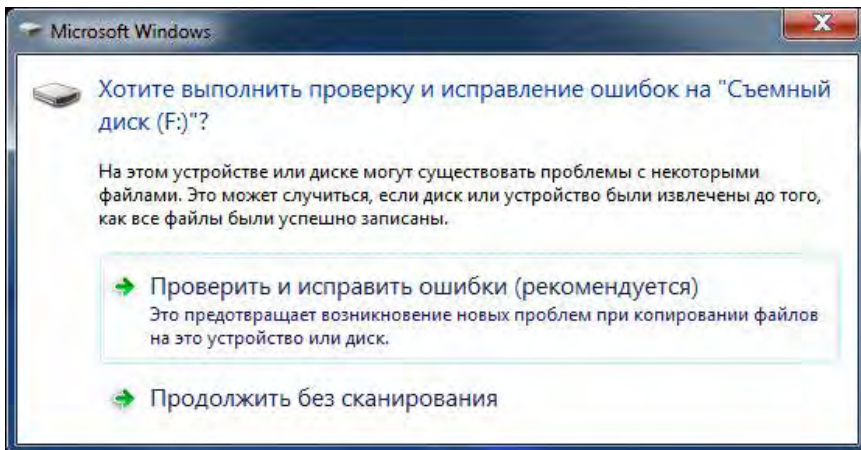 Microsoft Windows
Хотите выполнить проверку и исправление ошибок на "Съемный
диск (F:)"?
На этом устройстве или диске могут существовать проблемы с некоторыми
файлами. Это может случиться, если диск или устройство были извлечены до того,
как все файлы были успешно записаны.
Проверить и исправить ошибки (рекомендуется)
Это предотвращает возникновение новых проблем при копировании файлов
на это устройство или диск.
Продолжить без сканирования